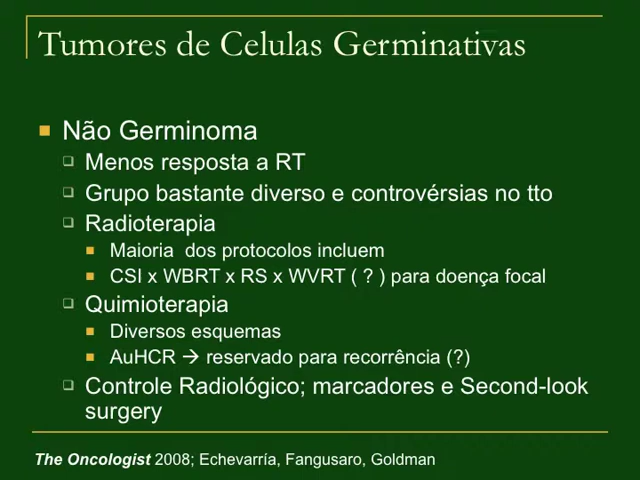 Tumores de Celulas Germinativas
Não Germinoma
Menos resposta a RT
Grupo bastante diverso e controvérsias no tto
Radioterapia
Maioria dos protocolos incluem
CSI x WBRT x RS x WVRT ( ? ) para doença focal
Quimioterapia
Diversos esquemas
AuHCR → reservado para recorrência (?)
Controle Radiológico; marcadores e Second-look
surgery
The Oncologist 2008; Echevarría, Fangusaro, Goldman